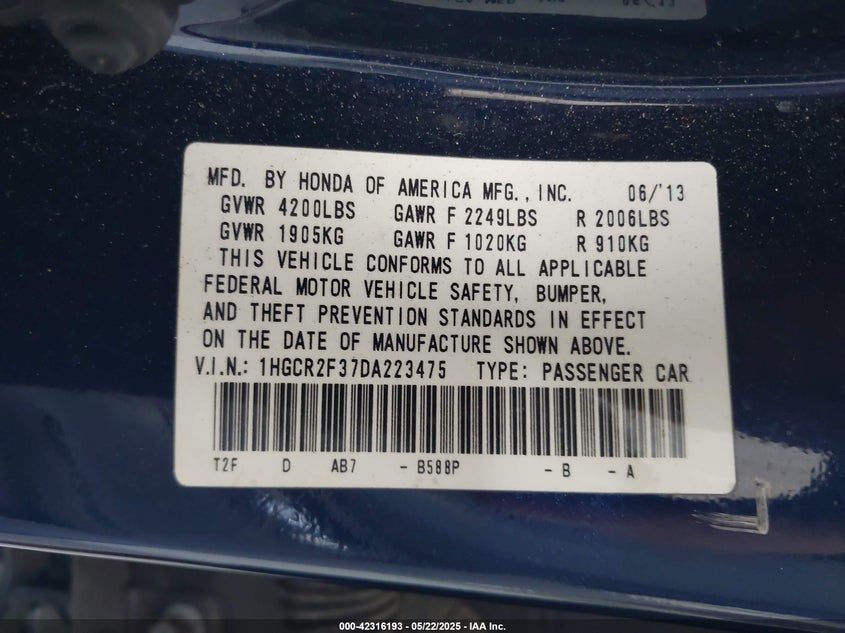 MFD. BY HONDA OF AMERICA MFG., INC. 06/'13
GVWR 4200LBS GAWR F 2249LBS R 2006LBS
GVWR 1905KG GAWR F 1020KG R 910KG
THIS VEHICLE CONFORMS TO ALL APPLICABLE
FEDERAL MOTOR VEHICLE SAFETY, BUMPER,
AND THEFT PREVENTION STANDARDS IN EFFECT
ON THE DATE OF MANUFACTURE SHOWN ABOVE.
V.I.N.: 1HGCR2F37DA223475 TYPE: PASSENGER CAR
T2F D AB7 - B588P - B - A
000-42316193 - 05/22/2025 - IAA Inc.